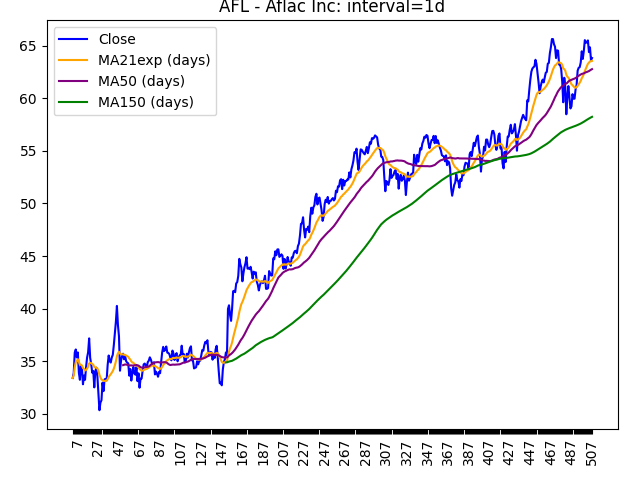 AFL - Aflac Inc: interval=1d
Close
MA21exp (days)
MA50 (days)
MA150 (days)
65
60
55
50
45
40
35
30
7 27 47 67 87 107 127 147 167 187 207 227 247 267 287 307 327 347 367 387 407 427 447 467 487 507